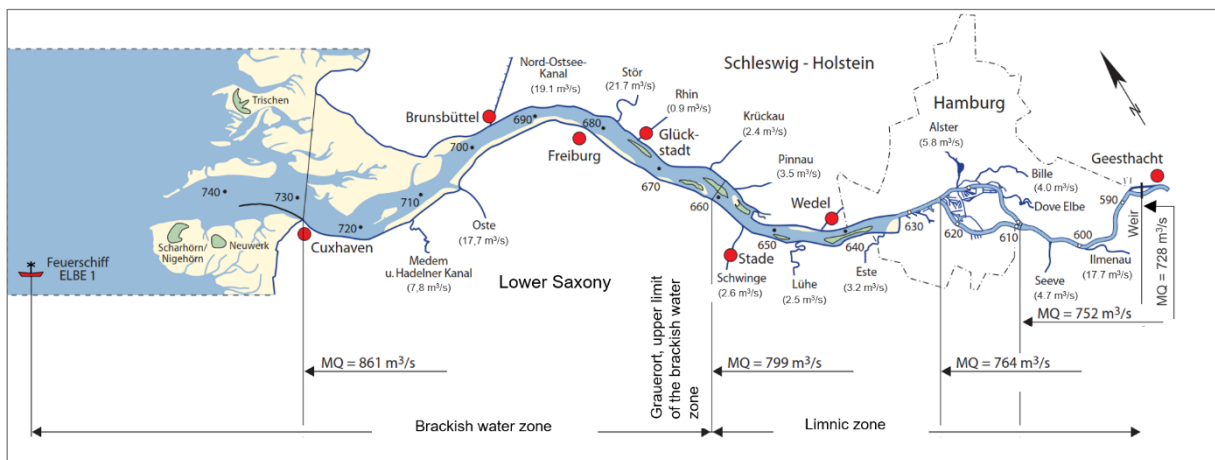 Nord-Ostsee-
Kanal
(19.1 m³/s)
Stör
(21.7 m³/s)
Schleswig - Holstein
Rhin
(0.9 m³/s)
Hamburg
Trischen
Brunsbüttel
690
680
Glück-
stadt
Krückau
(2.4 m³/s)
Alster
(5.8 m³/s)
Geesthacht
700
Freiburg
Pinnau
(3.5 m³/s)
Bille
(4.0 m³/s)
670
Dove Elbe
590
740
730
710
660
Wedel
630
620
610
Weir
720
Oste
(17,7 m³/s)
650
640
600
Scharhörn/
Nigehörn
Neuwerk
Cuxhaven
Stade
Este
(3.2 m³/s)
Ilmenau
(17.7 m³/s)
Feuerschiff
ELBE 1
Medem
u. Hadelner Kanal
(7,8 m³/s)
Lower Saxony
Schwinge
(2.6 m³/s)
Lühe
(2.5 m³/s)
Seeve
(4.7 m³/s)
MQ = 728 m³/s
MQ = 752 m³/s
Grauerort, upper limit
of the brackish water
zone
MQ = 861 m³/s
MQ = 799 m³/s
MQ = 764 m³/s
Brackish water zone
Limnic zone